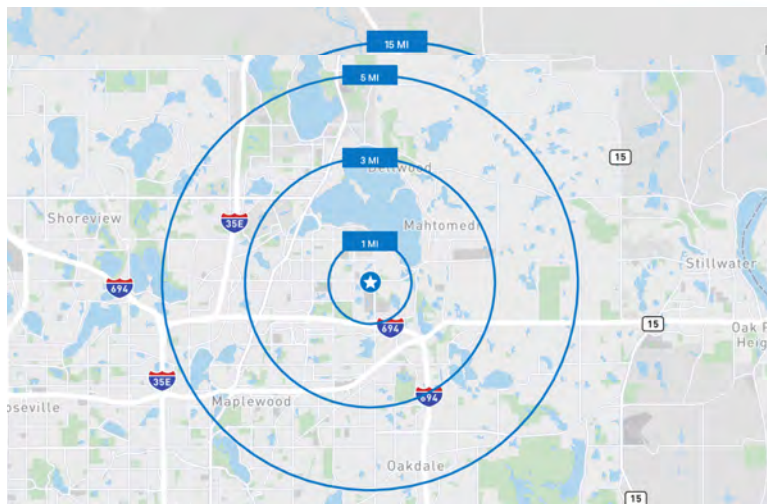 15 MI
5 MI
3 MI
Dellwood
15
Shoreview
35E
Mahtomedi
1 MI
Stillwater
694
694
15
Oak P
Heig
35E
694
oseville
Maplewood
Oakdale